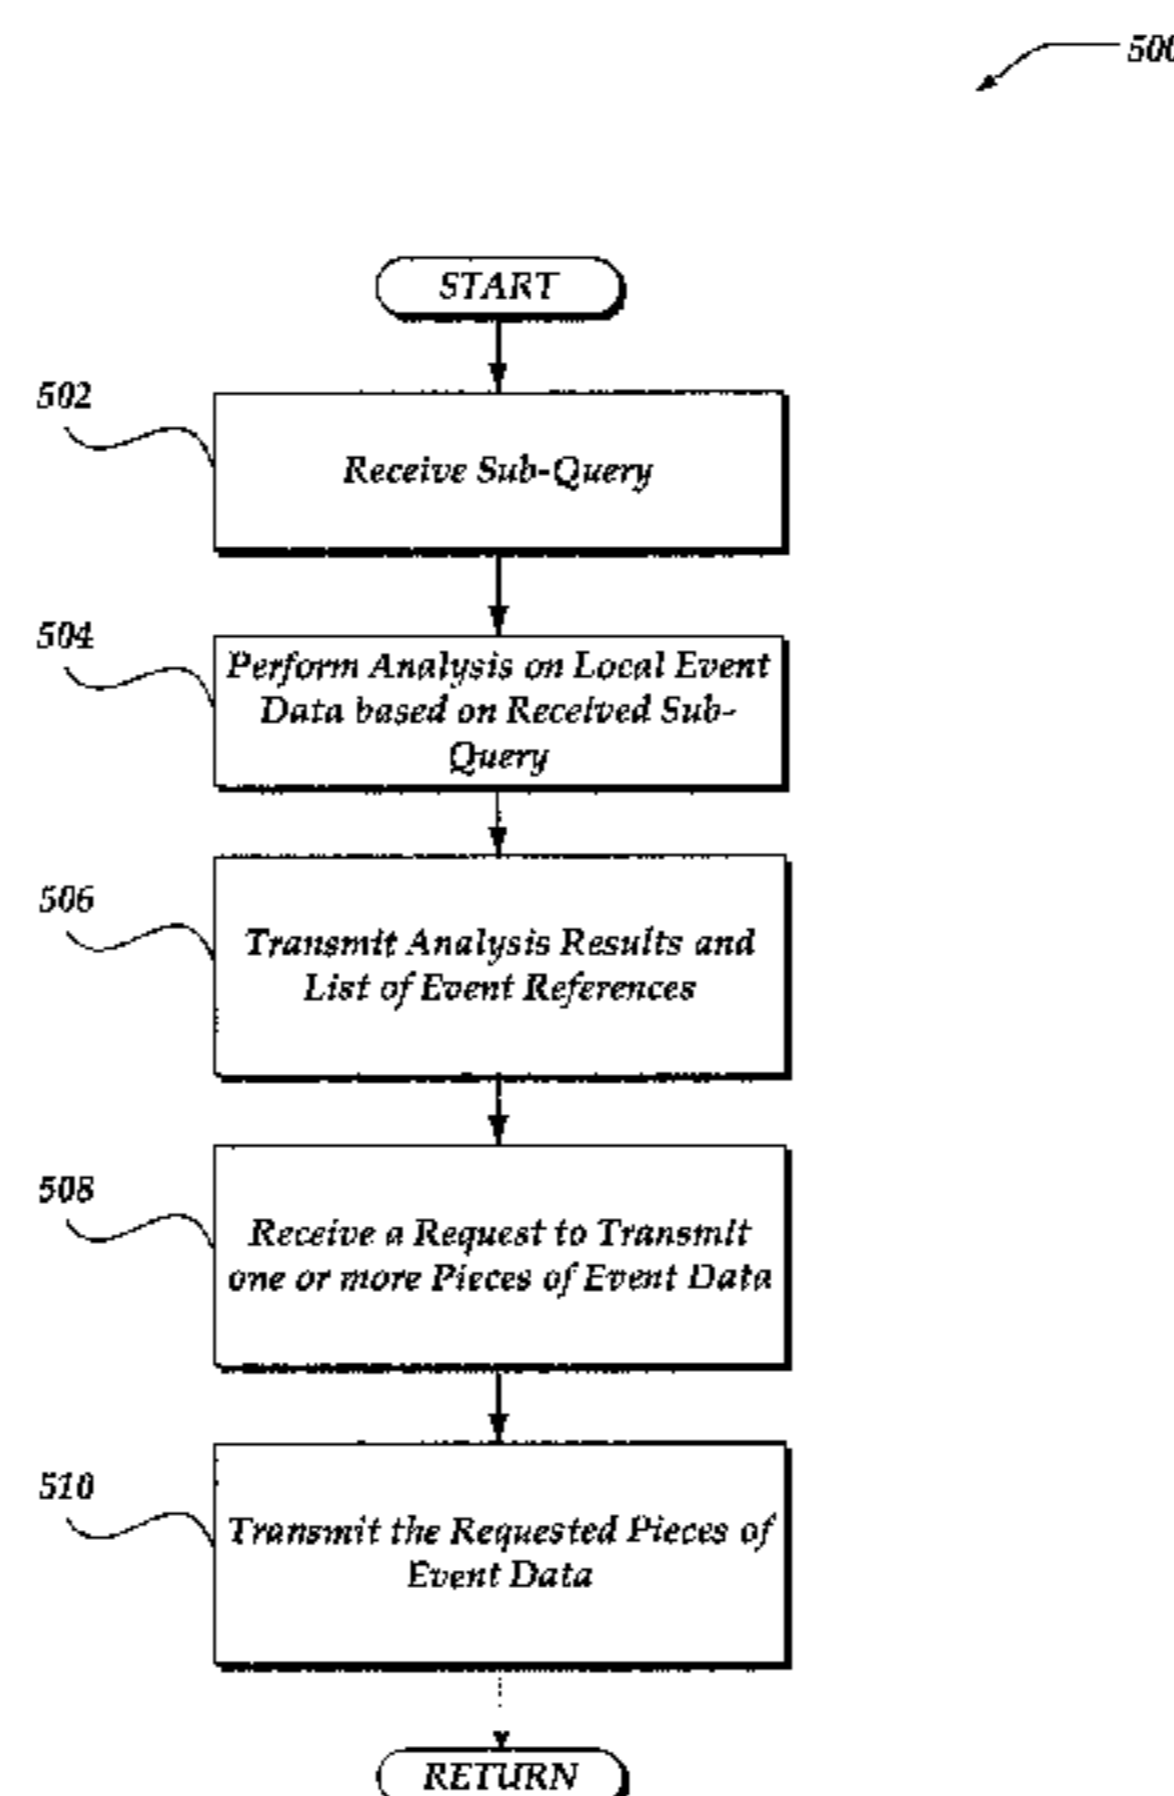 500
START
502
Receive Sub-Query
504
Perform Analysis on Local Event
Data based on Received Sub-
Query
506
Transmit Analysis Results and
List of Event References
508
Receive a Request to Transmit
one or more Pieces of Event Data
510
Transmit the Requested Pieces of
Event Data
RETURN